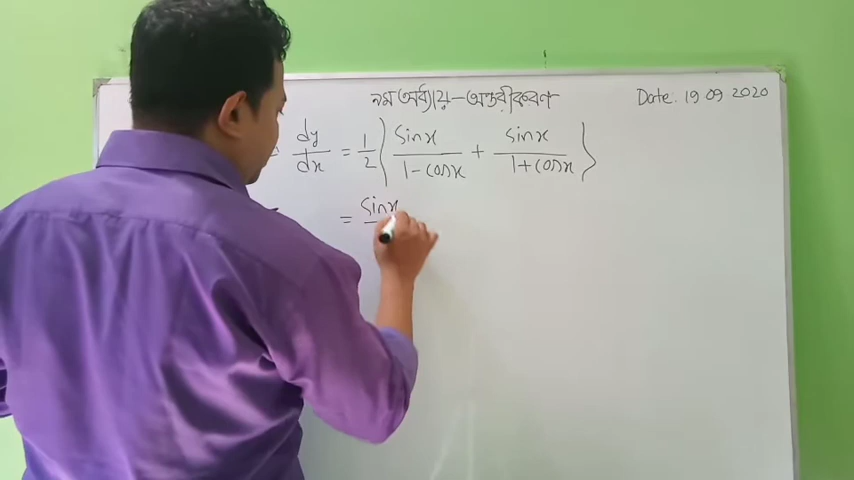 ৯ম অধ্যায় - অন্তরীকরণ
Date. 19 09 2020
dy/dx = 1/2 { sinx/(1-cosx) + sinx/(1+cosx) }
= sinx